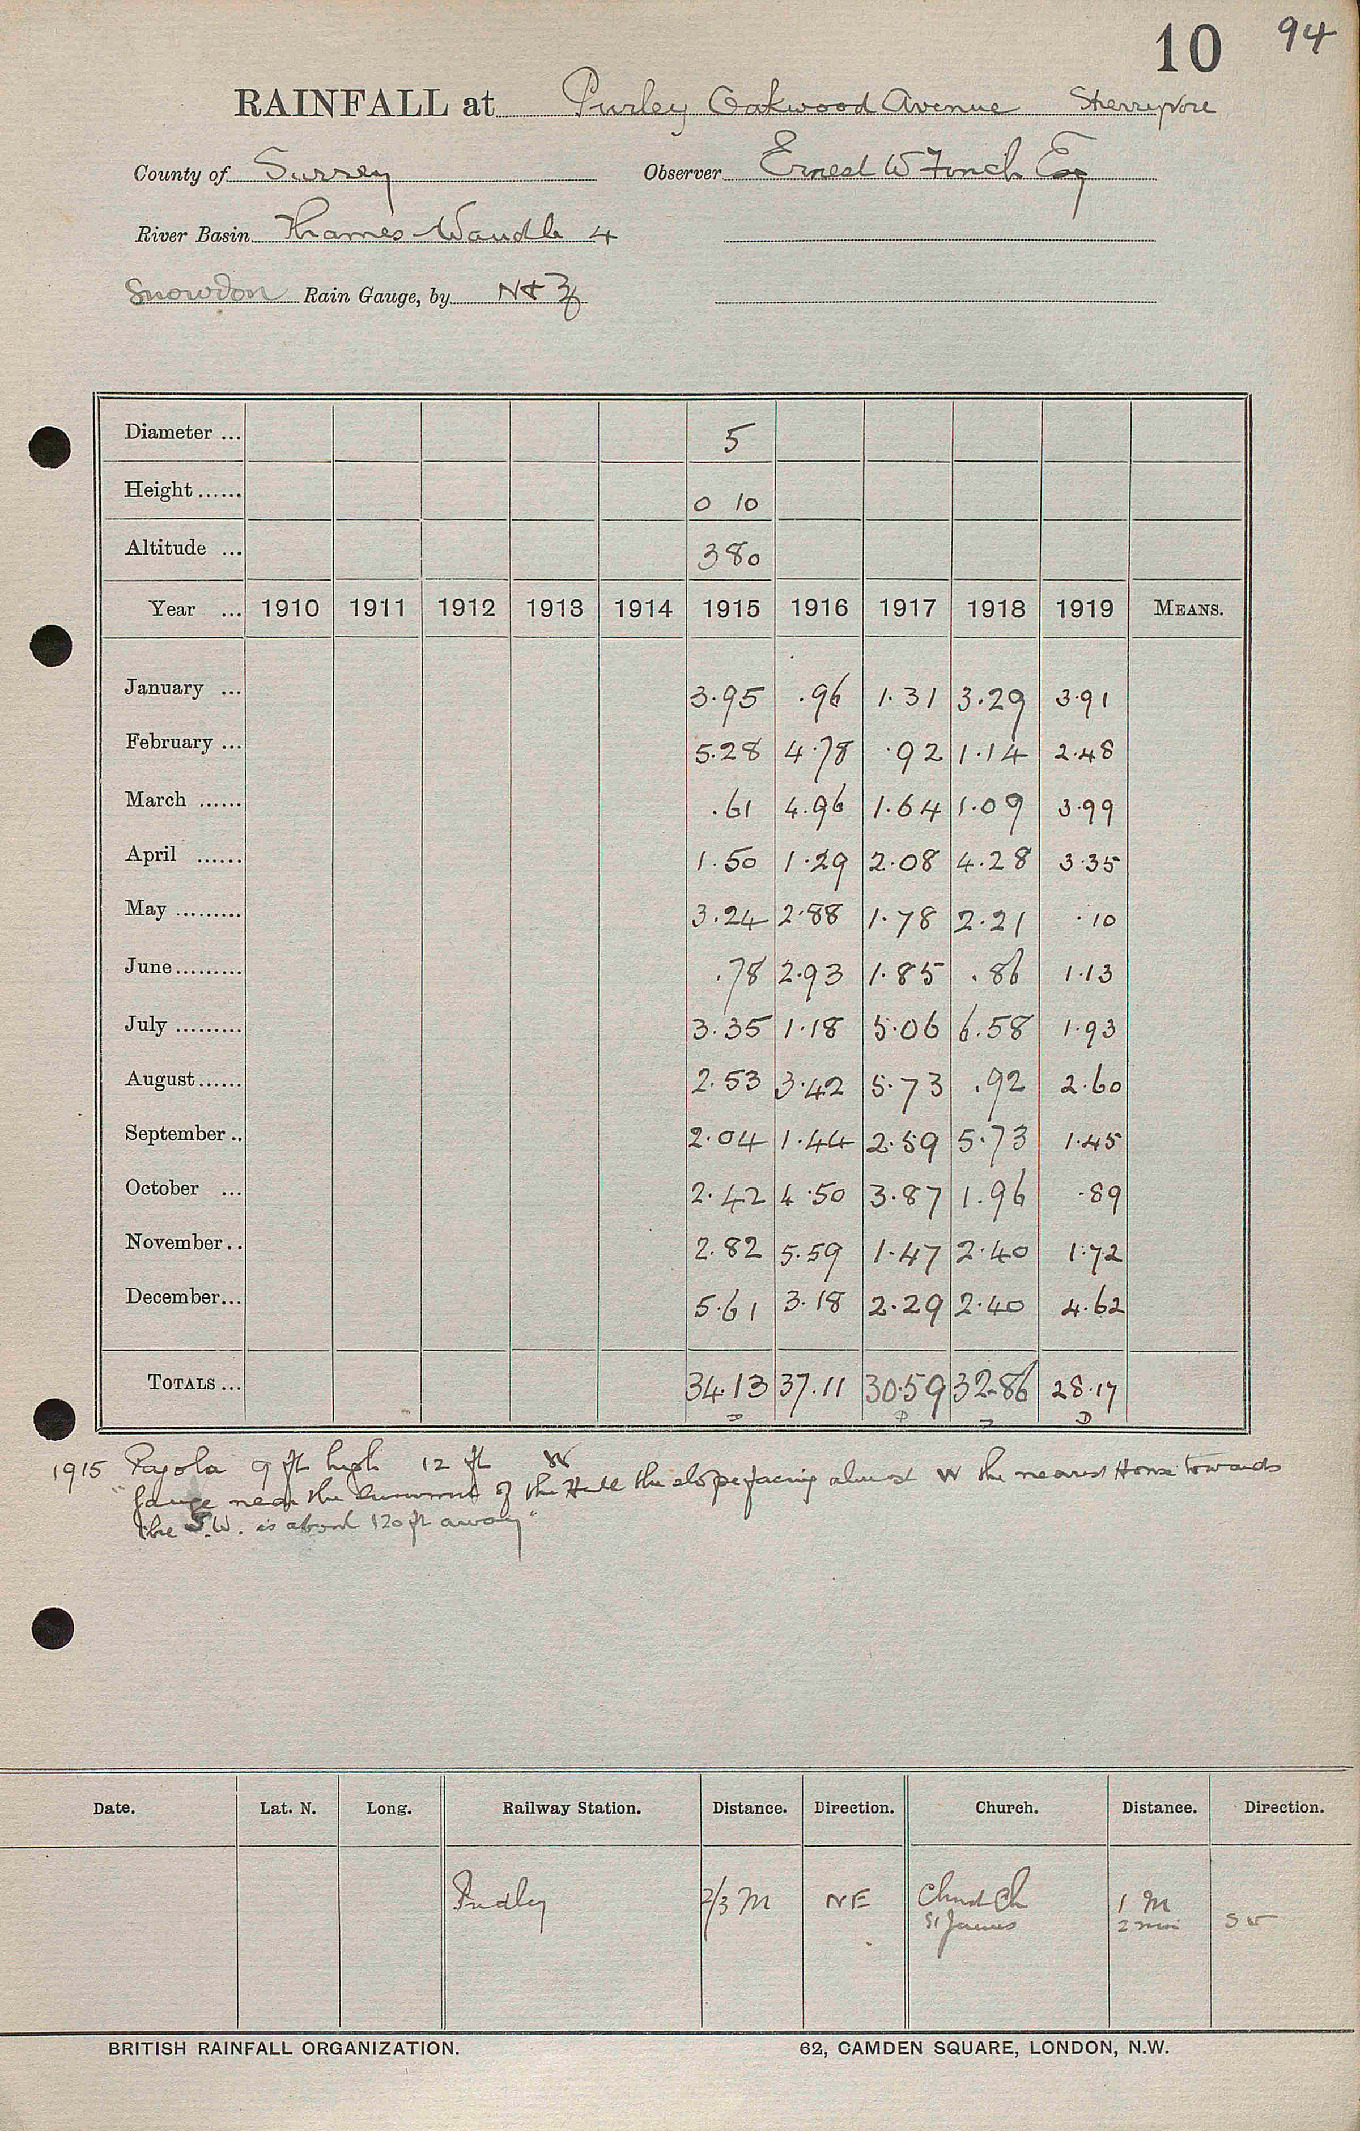 10 94
RAINFALL at Purley Oakwood Avenue
County of Surrey Observer Ernest W Finch Esq
River Basin Thames Wandle 4
Snowdon Rain Gauge, by N & Z
Diameter ... 5
Height ...... 0 10
Altitude ... 380
Year ... 1910 1911 1912 1913 1914 1915 1916 1917 1918 1919 MEANS.
January ... 3.95 .96 1.31 3.29 3.91
February ... 5.28 4.78 .92 1.14 2.48
March ...... .61 4.96 1.64 1.09 3.99
April ...... 1.50 1.29 2.08 4.28 3.35
May ......... 3.24 2.88 1.78 2.21 .10
June ......... .78 2.93 1.85 .86 1.13
July ......... 3.35 1.18 5.06 6.58 1.93
August ...... 2.53 3.42 5.73 .92 2.60
September .. 2.04 1.44 2.59 5.73 1.45
October ... 2.42 4.50 3.87 1.96 .89
November .. 2.82 5.59 1.47 2.40 1.72
December ... 5.61 3.18 2.29 2.40 4.62
TOTALS ... 34.13 37.11 30.59 32.86 28.17
1915 Pagola 9 ft high 12 ft W
"Gauge near the summit of the Hill the slope facing almost W the nearest House towards
the S.W. is about 120 ft away"
Date. Lat. N. Long. Railway Station. Distance. Direction. Church. Distance. Direction.
Purley 2/3 M NE Christ Ch 1 M
St James 2 min SW
BRITISH RAINFALL ORGANIZATION. 62, CAMDEN SQUARE, LONDON, N.W.